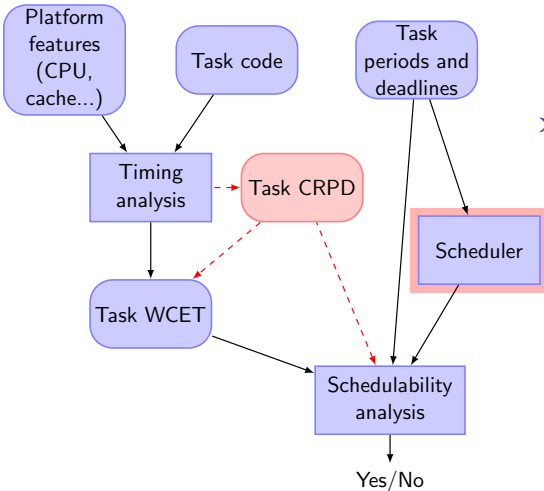 Platform
features
(CPU,
cache...)
Task code
Task
periods and
deadlines
Timing
analysis
Task CRPD
Scheduler
Task WCET
Schedulability
analysis
Yes/No